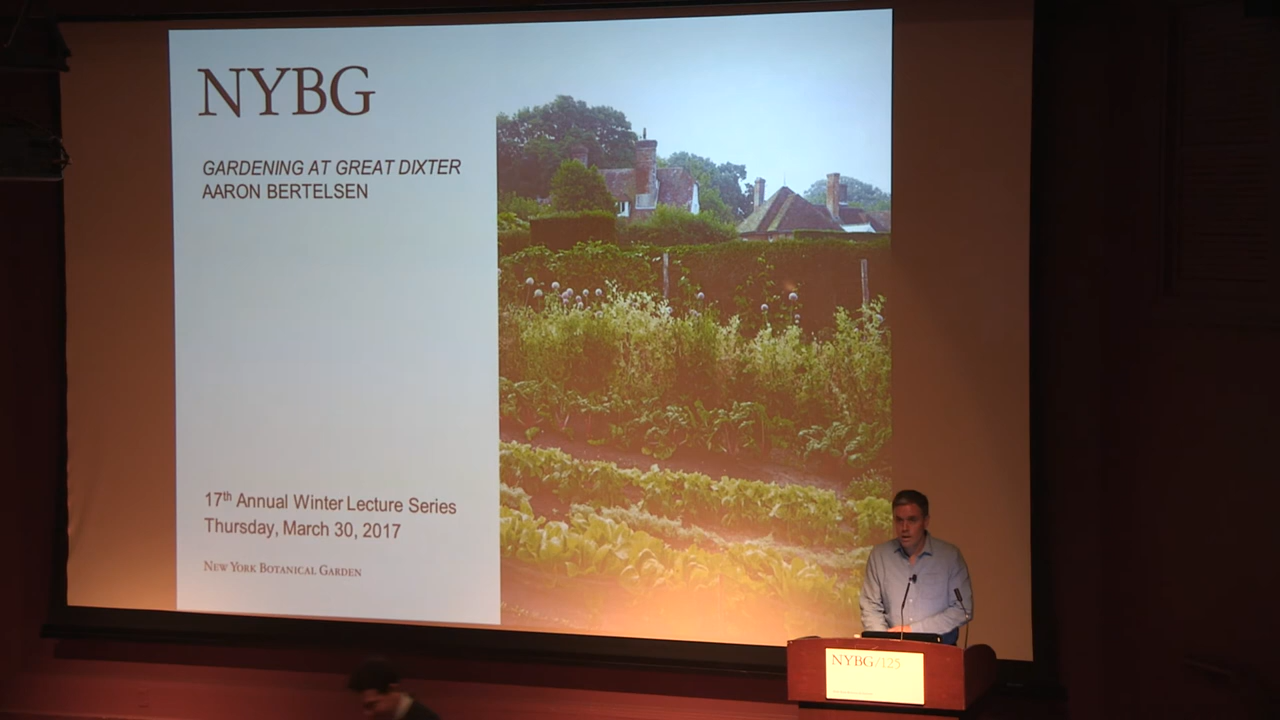 NYBG
GARDENING AT GREAT DIXTER
AARON BERTELSEN
17th Annual Winter Lecture Series
Thursday, March 30, 2017
NEW YORK BOTANICAL GARDEN
NYBG/125